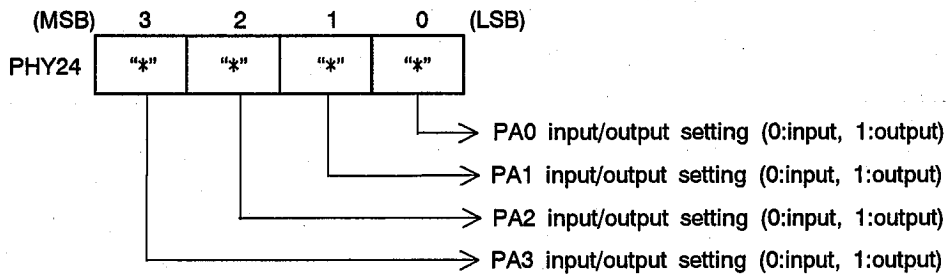 (MSB) 3 2 1 0 (LSB)
PHY24 “*” “*” “*” “*”
PA0 input/output setting (0:input, 1:output)
PA1 input/output setting (0:input, 1:output)
PA2 input/output setting (0:input, 1:output)
PA3 input/output setting (0:input, 1:output)